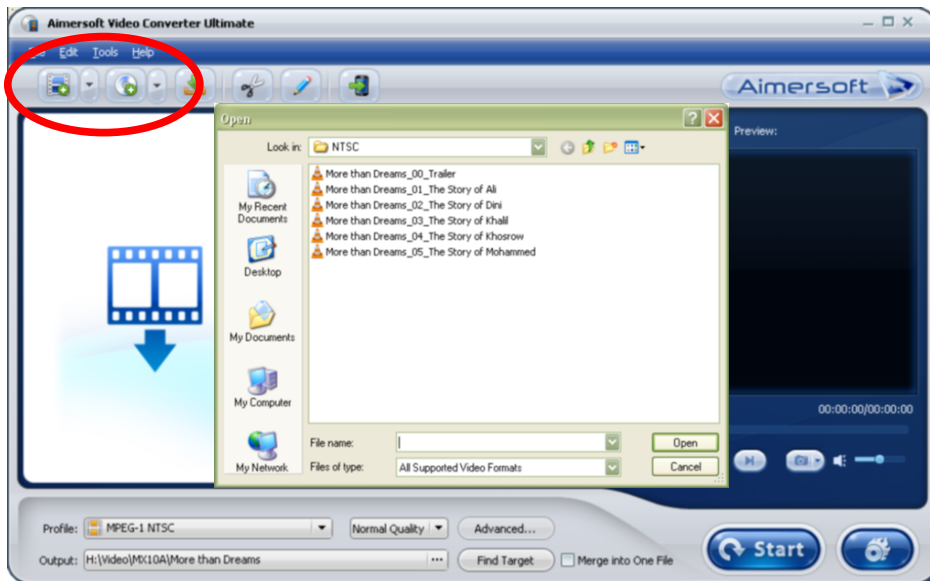 Aimersoft Video Converter Ultimate
Edit Tools Help
Aimersoft
Open
Preview:
Look in: NTSC
My Recent Documents
Desktop
My Documents
My Computer
My Network
More than Dreams_00_Trailer
More than Dreams_01_The Story of Ali
More than Dreams_02_The Story of Dini
More than Dreams_03_The Story of Khalil
More than Dreams_04_The Story of Khosrow
More than Dreams_05_The Story of Mohammed
00:00:00/00:00:00
File name: Open
Files of type: All Supported Video Formats Cancel
Profile: MPEG-1 NTSC Normal Quality Advanced...
Output: H:\Video\MX10A\More than Dreams ... Find Target Merge into One File
Start